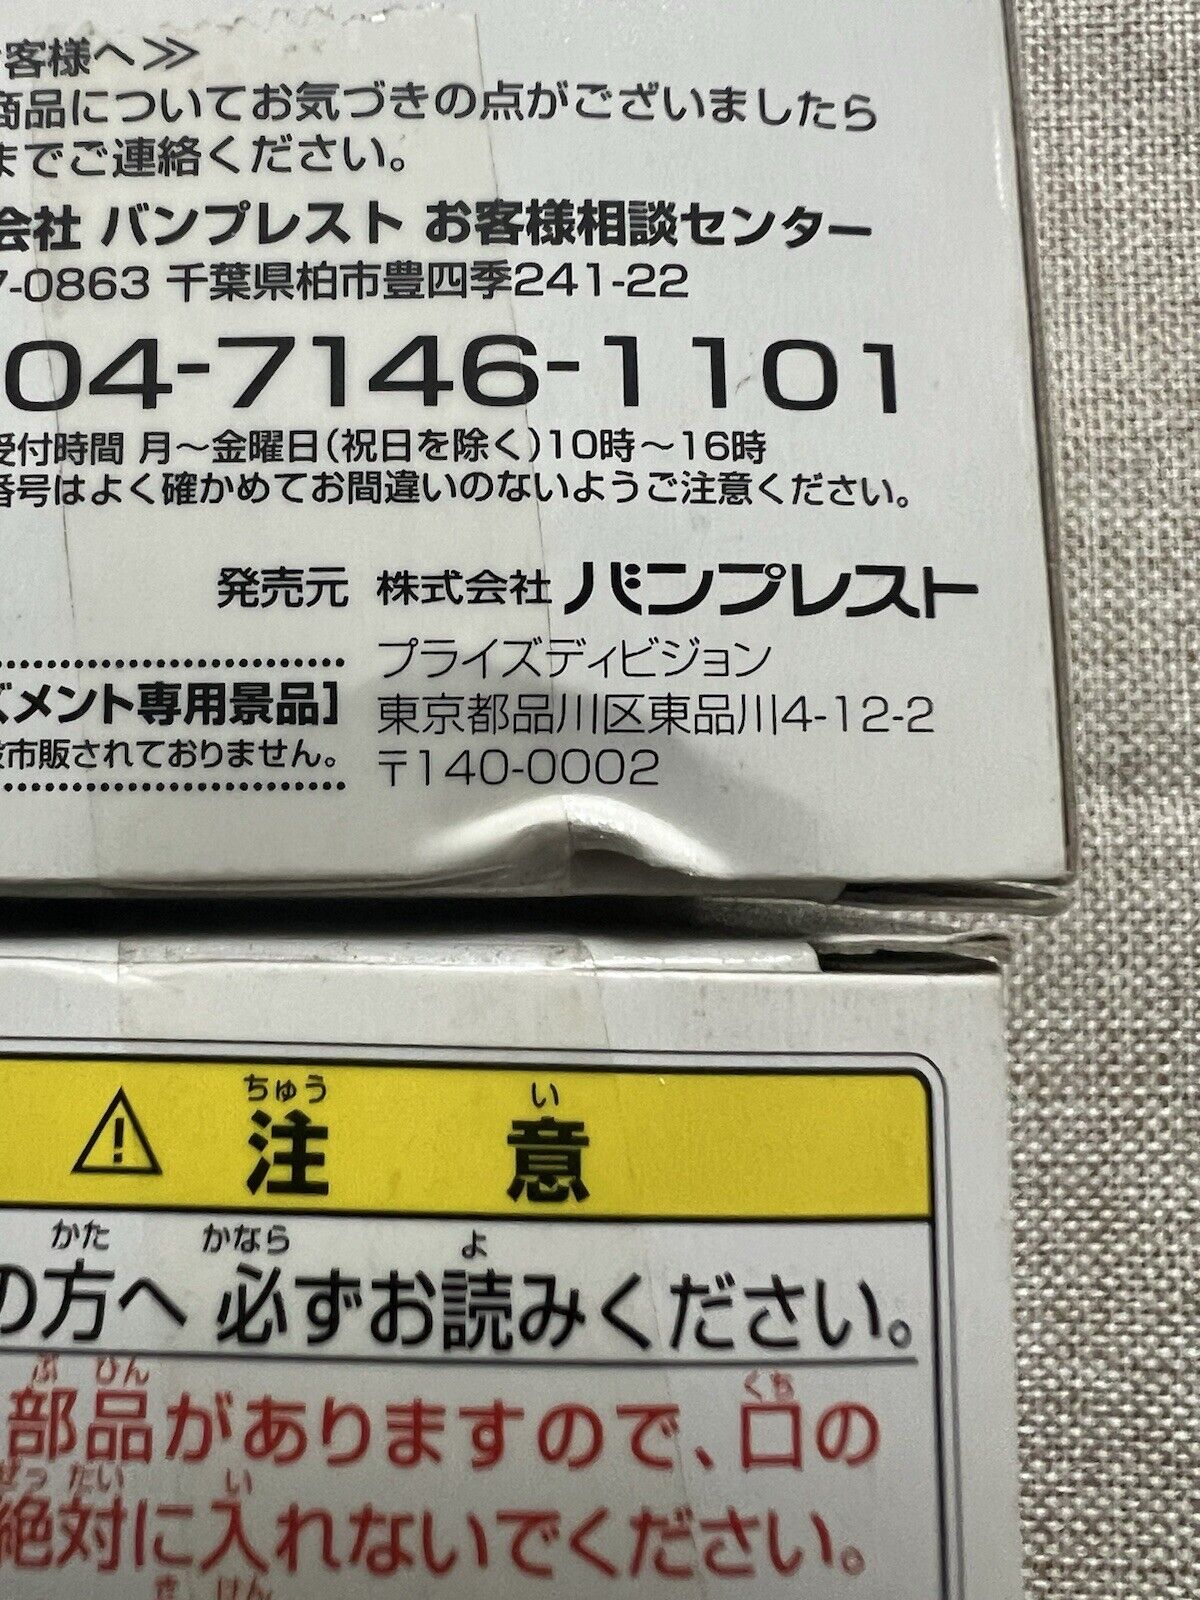 客様へ≫
商品についてお気づきの点がございましたら
までご連絡ください。
会社 バンプレスト お客様相談センター
7-0863 千葉県柏市豊四季241-22
04-7146-1101
受付時間 月〜金曜日(祝日を除く)10時〜16時
番号はよく確かめてお間違いのないようご注意ください。
発売元 株式会社 バンプレスト
プライズディビジョン
ズメント専用景品]
東京都品川区東品川4-12-2
市販されておりません。
〒140-0002
ちゅう い
注 意
かた かなら よ
の方へ 必ずお読みください。
ぶ ひん くち
部品がありますので、口の
ぜっ たい い
絶対に入れないでください。